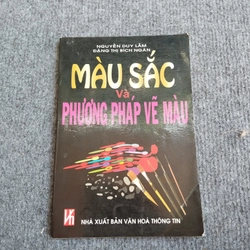 NGUYỄN DUY LẪM
ĐẶNG THỊ BÍCH NGÂN
MÀU SẮC
Và
PHƯƠNG PHÁP VẼ MÀU
NHÀ XUẤT BẢN VĂN HOÁ THÔNG TIN